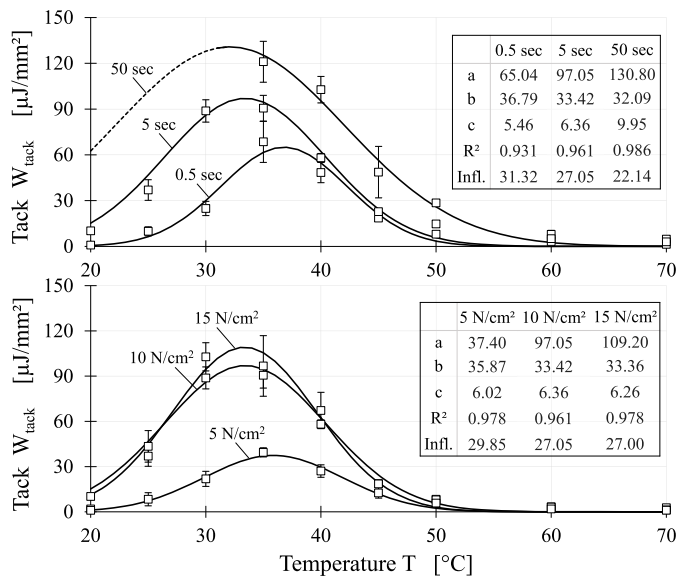 150
120
90
60
30
0
Tack W_tack [µJ/mm²]
50 sec
5 sec
0.5 sec
0.5 sec 5 sec 50 sec
a 65.04 97.05 130.80
b 36.79 33.42 32.09
c 5.46 6.36 9.95
R² 0.931 0.961 0.986
Infl. 31.32 27.05 22.14
20 30 40 50 60 70
150
120
90
60
30
0
Tack W_tack [µJ/mm²]
15 N/cm²
10 N/cm²
5 N/cm²
5 N/cm² 10 N/cm² 15 N/cm²
a 37.40 97.05 109.20
b 35.87 33.42 33.36
c 6.02 6.36 6.26
R² 0.978 0.961 0.978
Infl. 29.85 27.05 27.00
20 30 40 50 60 70
Temperature T [°C]